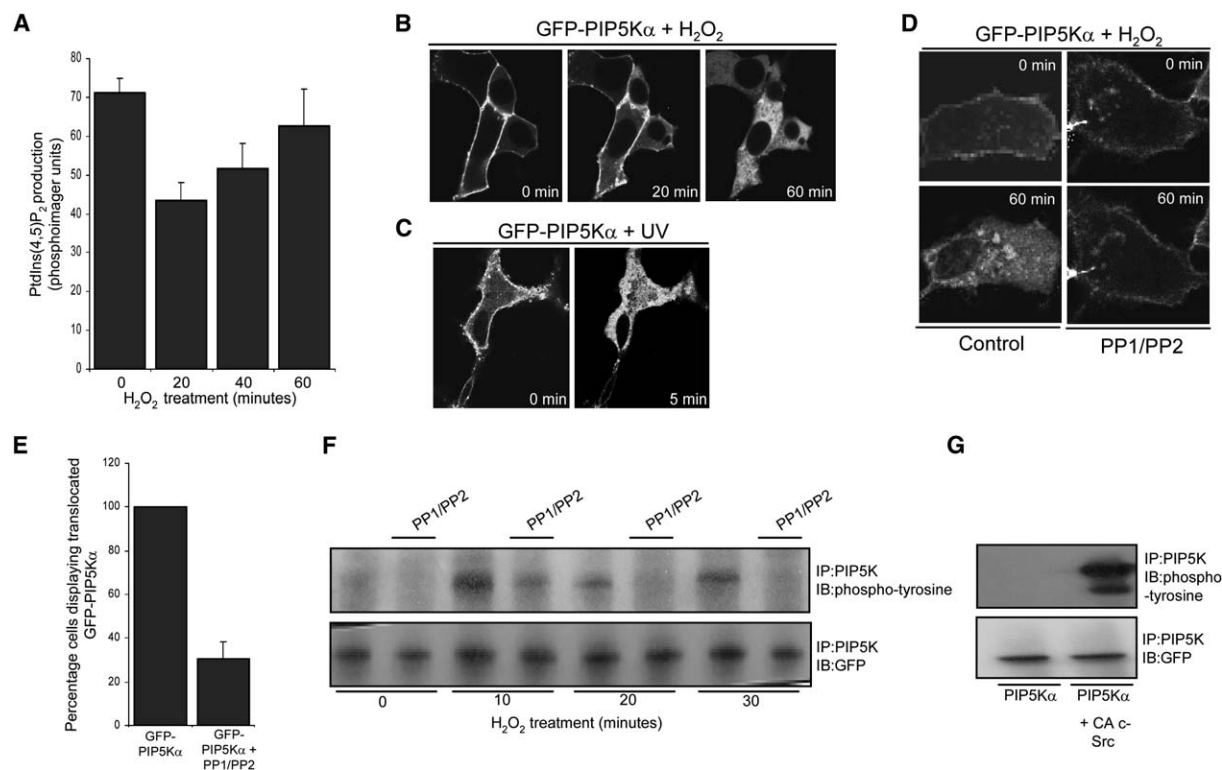 A
PtdIns(4,5)P2 production
(phosphoimager units)
80
70
60
50
40
30
20
10
0
0 20 40 60
H2O2 treatment (minutes)
B
GFP-PIP5Kα + H2O2
0 min
20 min
60 min
C
GFP-PIP5Kα + UV
0 min
5 min
D
GFP-PIP5Kα + H2O2
0 min
0 min
60 min
60 min
Control
PP1/PP2
E
Percentage cells displaying translocated
GFP-PIP5Kα
120
100
80
60
40
20
0
GFP-
PIP5Kα
GFP-
PIP5Kα +
PP1/PP2
F
PP1/PP2
PP1/PP2
PP1/PP2
PP1/PP2
IP:PIP5K
IB:phospho-tyrosine
IP:PIP5K
IB:GFP
0 10 20 30
H2O2 treatment (minutes)
G
IP:PIP5K
IB:phospho
-tyrosine
IP:PIP5K
IB:GFP
PIP5Kα
PIP5Kα
+ CA c-
Src